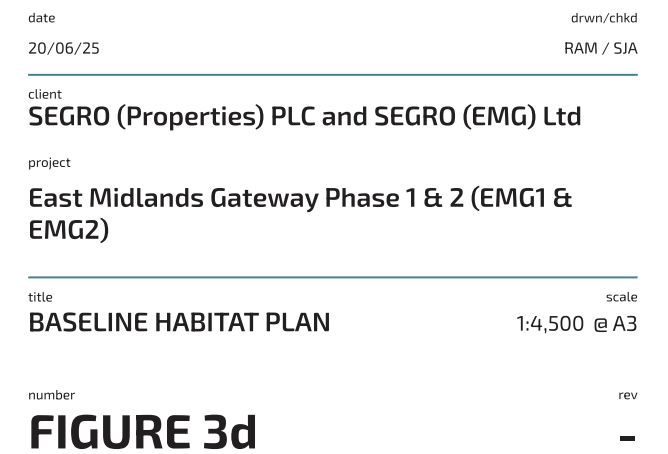 date drwn/chkd
20/06/25 RAM / SJA
client
SEGRO (Properties) PLC and SEGRO (EMG) Ltd
project
East Midlands Gateway Phase 1 & 2 (EMG1 &
EMG2)
title scale
BASELINE HABITAT PLAN 1:4,500 @ A3
number rev
FIGURE 3d -